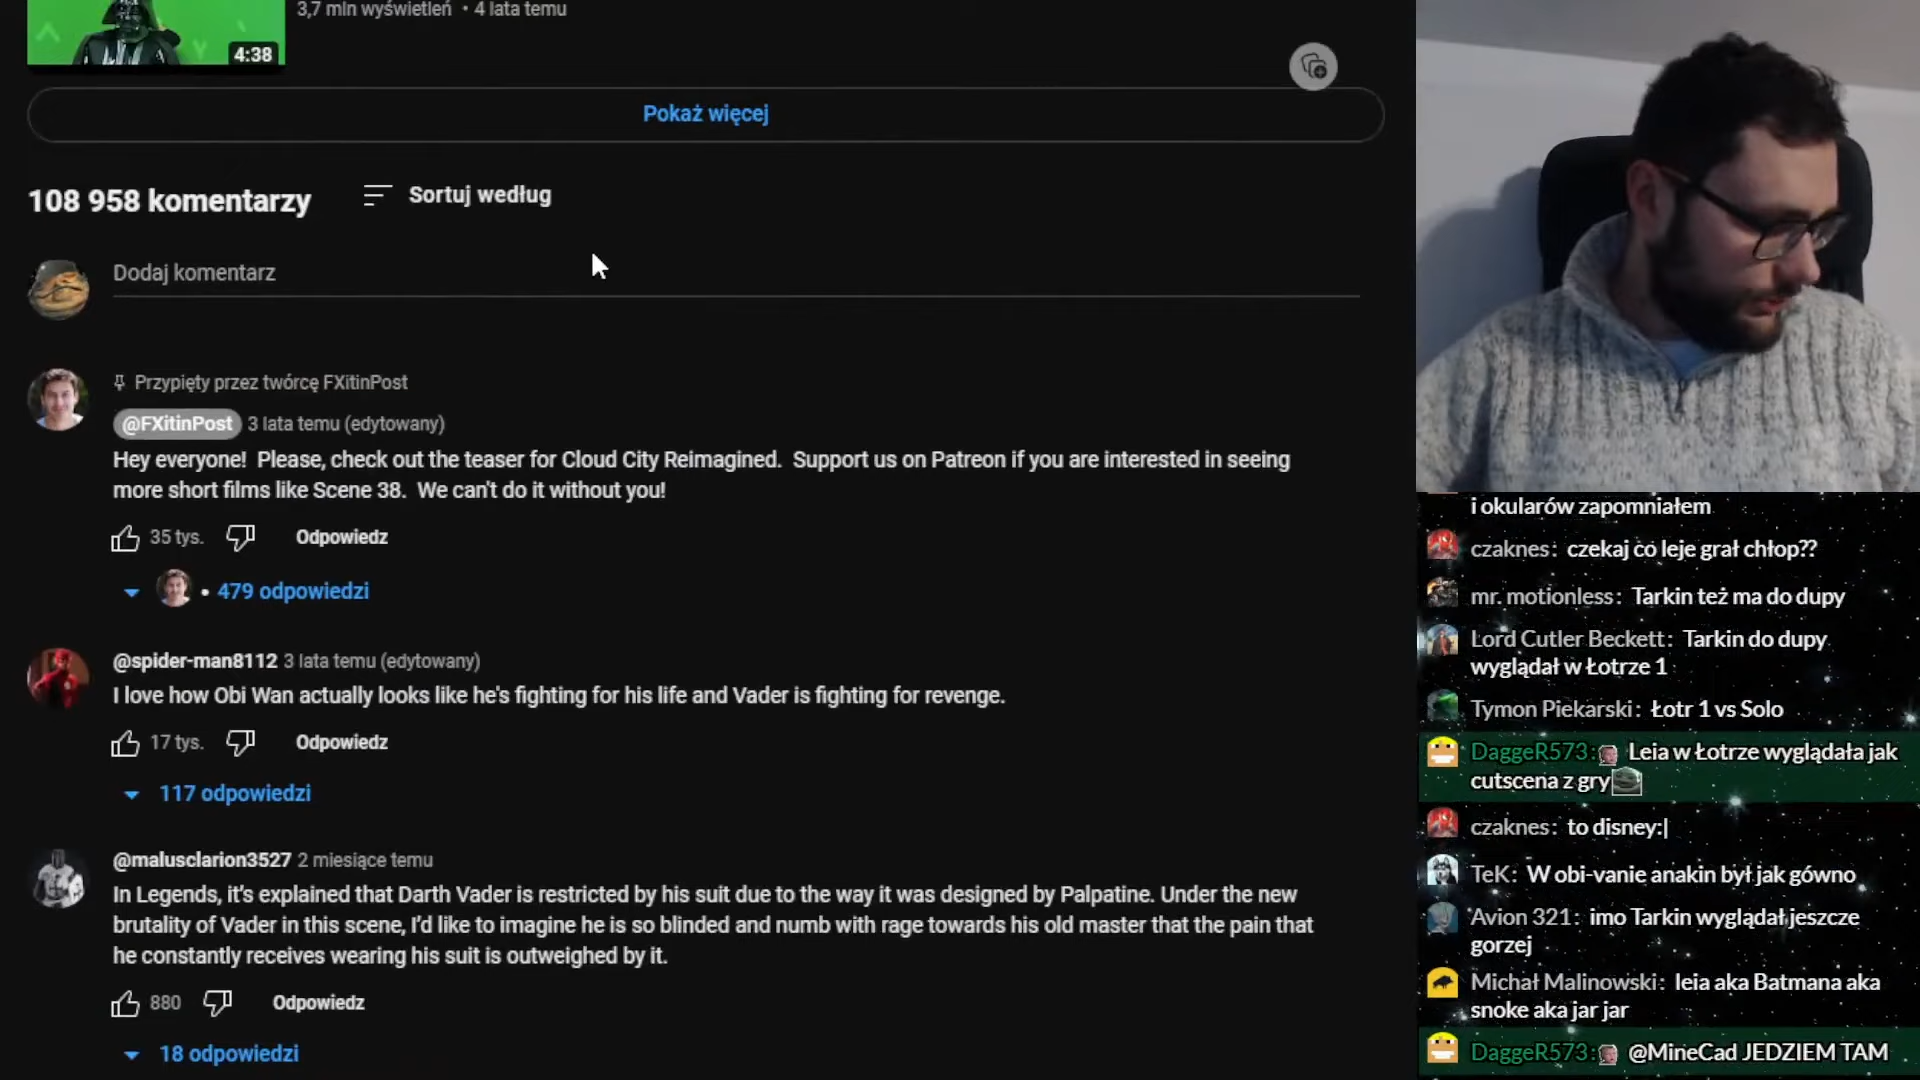 3,7 mln wyświetleń • 4 lata temu
4:38
Pokaż więcej
108 958 komentarzy
Sortuj według
Dodaj komentarz
Przypięty przez twórcę FXitinPost
@FXitinPost 3 lata temu (edytowany)
Hey everyone!  Please, check out the teaser for Cloud City Reimagined.  Support us on Patreon if you are interested in seeing
more short films like Scene 38.  We can't do it without you!
35 tys.
Odpowiedz
• 479 odpowiedzi
@spider-man8112 3 lata temu (edytowany)
I love how Obi Wan actually looks like he's fighting for his life and Vader is fighting for revenge.
17 tys.
Odpowiedz
117 odpowiedzi
@malusclarion3527 2 miesiące temu
In Legends, it's explained that Darth Vader is restricted by his suit due to the way it was designed by Palpatine. Under the new
brutality of Vader in this scene, I'd like to imagine he is so blinded and numb with rage towards his old master that the pain that
he constantly receives wearing his suit is outweighed by it.
880
Odpowiedz
18 odpowiedzi
i okularów zapomniałem
czaknes: czekaj co leje grał chłop??
mr. motionless: Tarkin też ma do dupy
Lord Cutler Beckett: Tarkin do dupy
wyglądał w Łotrze 1
Tymon Piekarski: Łotr 1 vs Solo
DaggeR573: Leia w Łotrze wyglądała jak
cutscena z gry
czaknes: to disney:|
TeK: W obi-vanie anakin był jak gówno
Avion 321: imo Tarkin wyglądał jeszcze
gorzej
Michał Malinowski: leia aka Batmana aka
snoke aka jar jar
DaggeR573: @MineCad JEDZIEM TAM